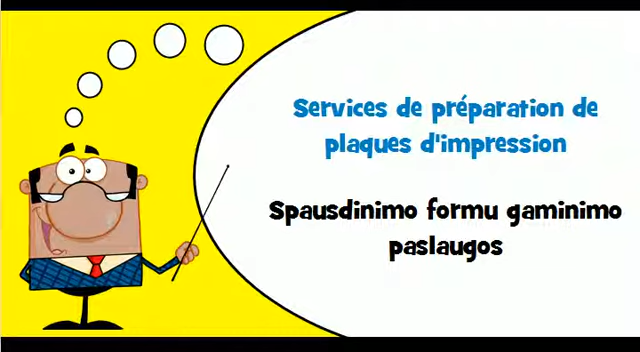 Services de préparation de
plaques d'impression
Spausdinimo formu gaminimo
paslaugos